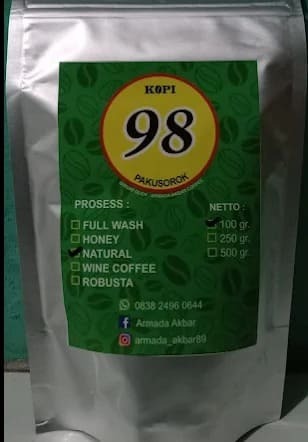 KOPI
98
PAKUSOROK
PROSESS :
FULL WASH
HONEY
NATURAL
WINE COFFEE
ROBUSTA
NETTO :
100 gr.
250 gr.
500 gr.
0838 2496 0644
Armada Akbar
armada_akbar89